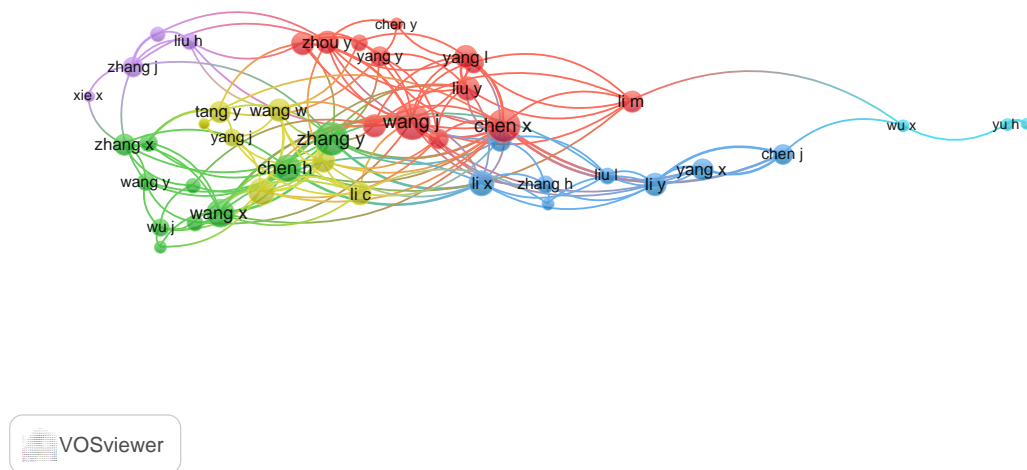 chen y
zhou y
liu h
yang y
yang l
zhang j
liu y
xie x
li m
tang y
wang w
wang j
chen x
wu x
yu h
yang j
zhang y
zhang x
chen j
chen h
yang x
liu l
wang y
li x
zhang h
li y
li c
wang x
wu j
VOSviewer